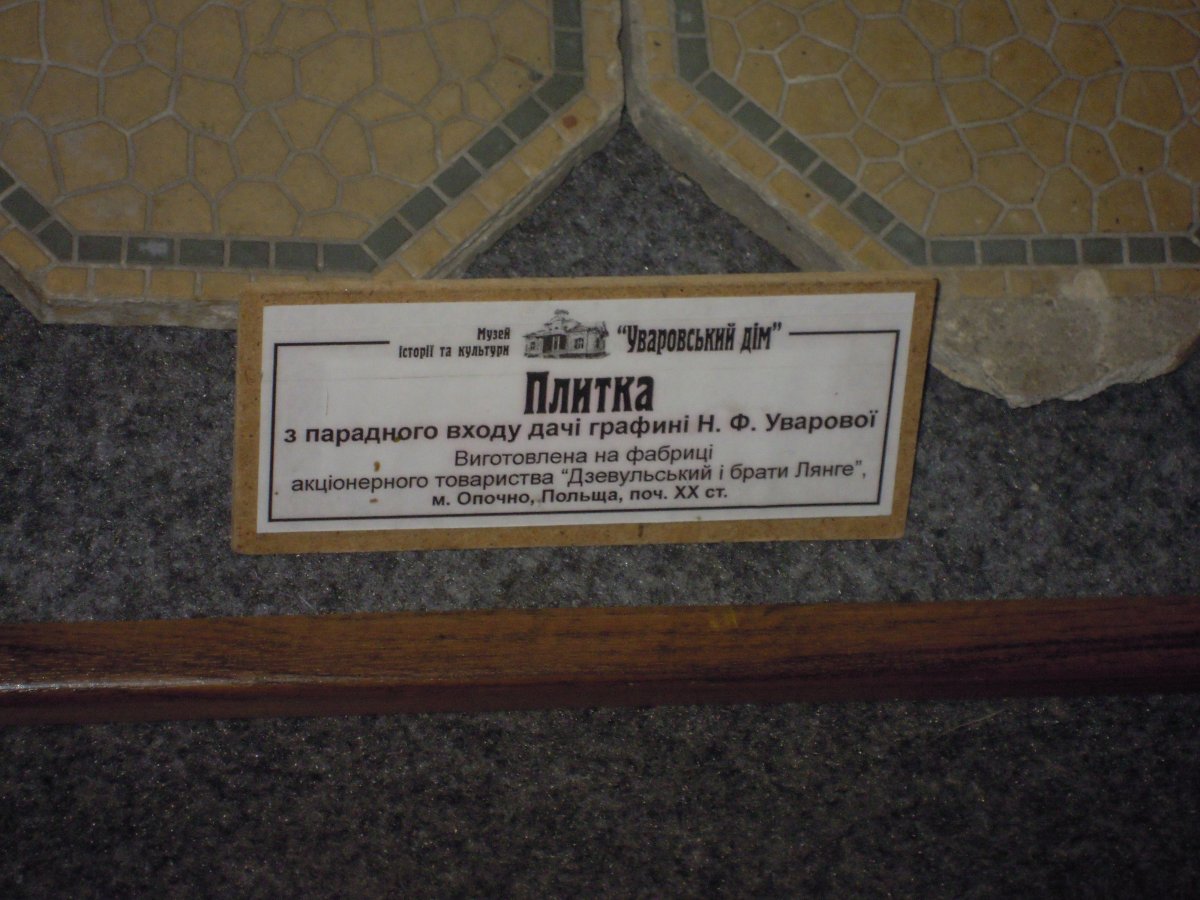 Музей
історії та культури
“Уваровський дім”
Плитка
з парадного входу дачі графині Н. Ф. Уварової
Виготовлена на фабриці
акціонерного товариства “Дзевульський і брати Лянге”,
м. Опочно, Польща, поч. ХХ ст.